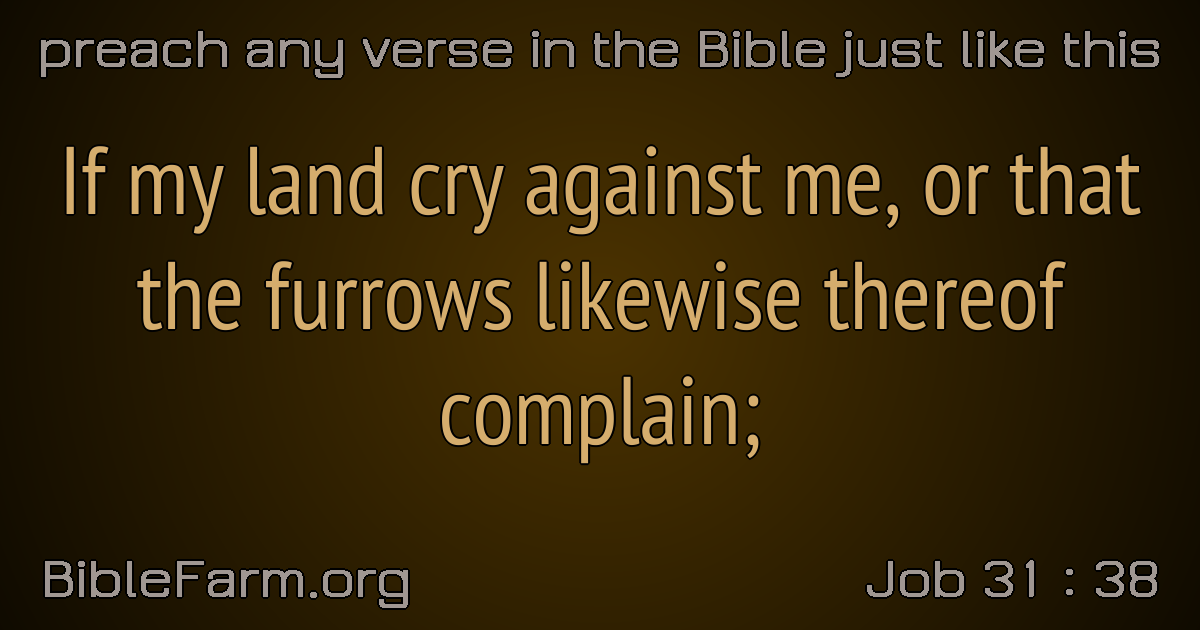 preach any verse in the Bible just like this
If my land cry against me, or that
the furrows likewise thereof
complain;
BibleFarm.org
Job 31 : 38